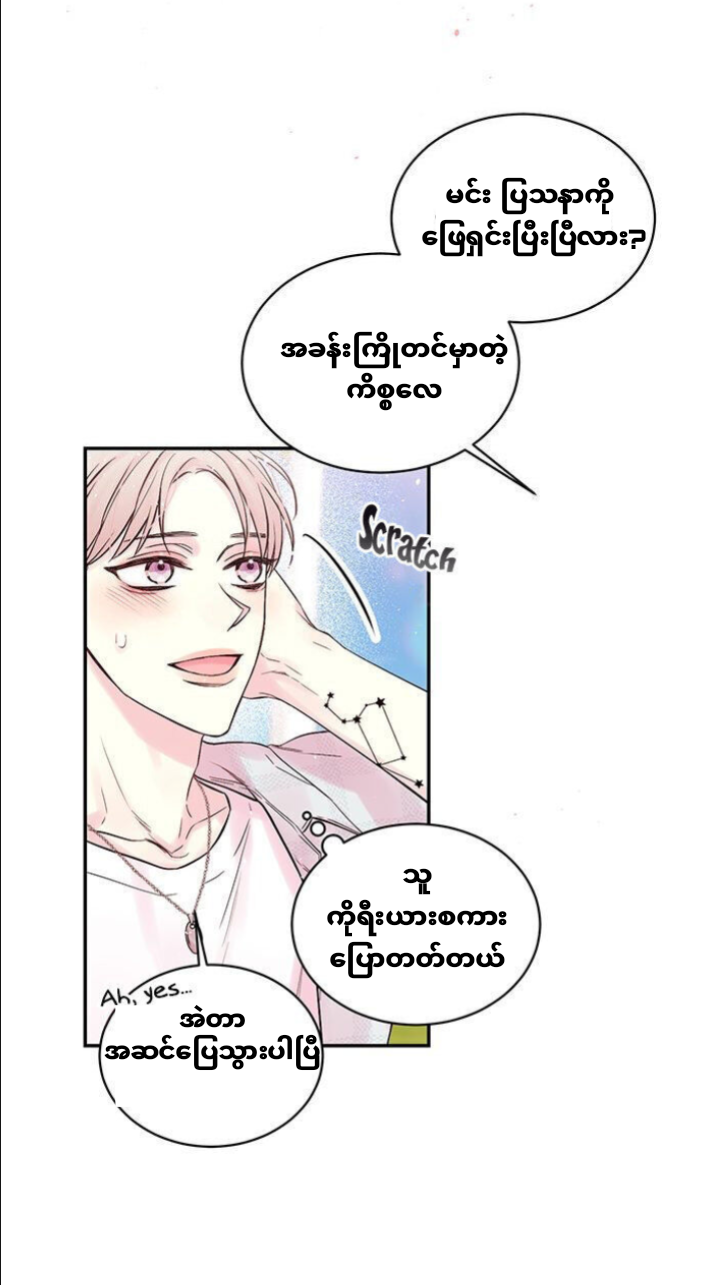 မင်း ပြသနာကို
ဖြေရှင်းပြီးပြီလား?
အခန်းကြိုတင်မှာတဲ့
ကိစ္စလေ
Scratch
သူ
ကိုရီးယားစကား
ပြောတတ်တယ်
Ah, yes...
အဲတာ
အဆင်ပြေသွားပါပြီ